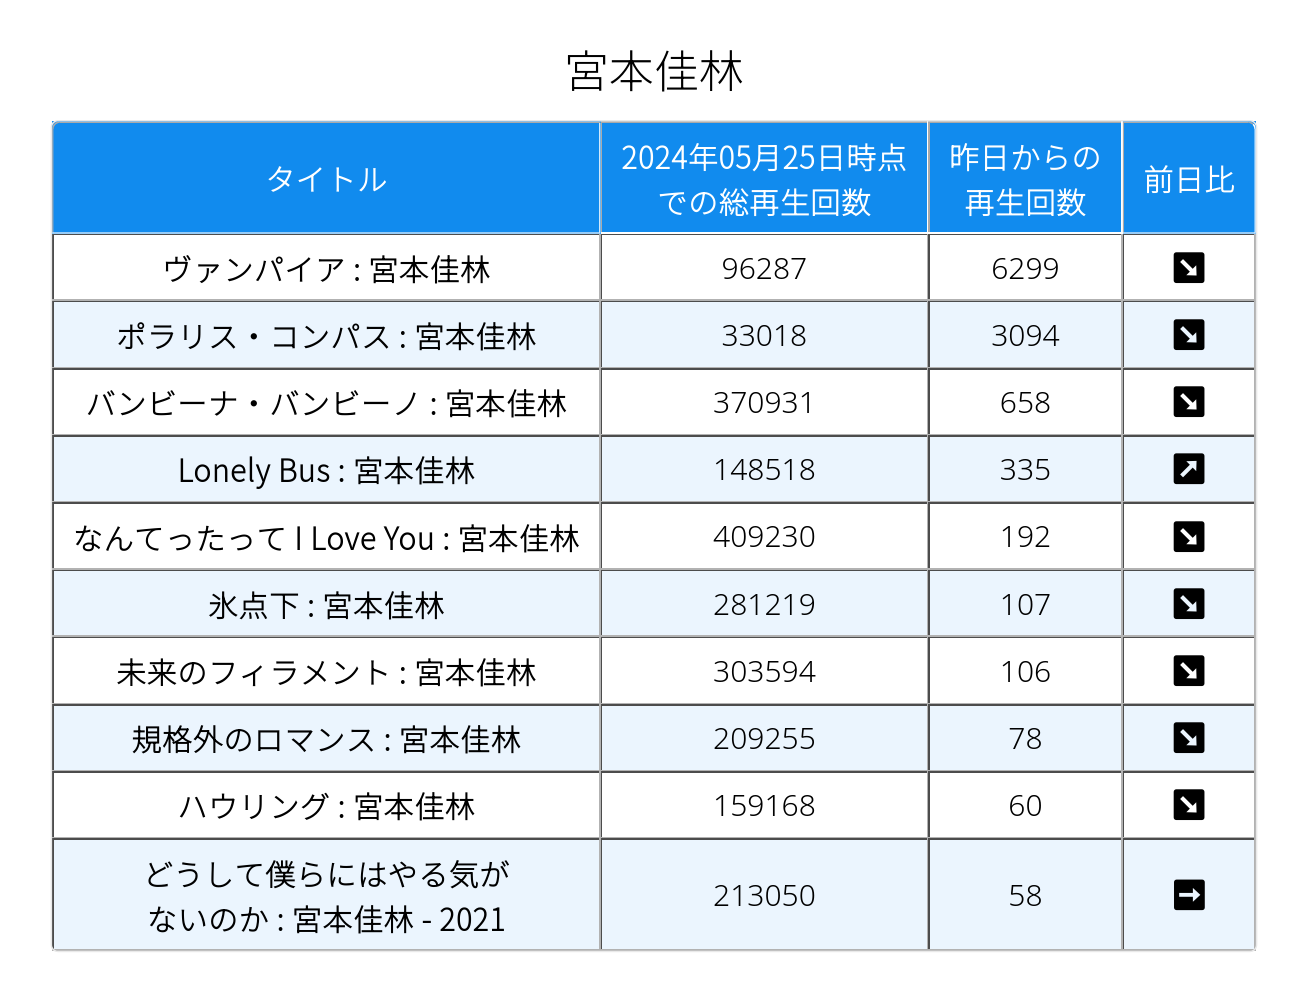 宮本佳林
タイトル
2024年05月25日時点
での総再生回数
昨日からの
再生回数
前日比
ヴァンパイア : 宮本佳林
96287
6299
↘
ポラリス・コンパス : 宮本佳林
33018
3094
↘
バンビーナ・バンビーノ : 宮本佳林
370931
658
↘
Lonely Bus : 宮本佳林
148518
335
↗
なんてったって I Love You : 宮本佳林
409230
192
↘
氷点下 : 宮本佳林
281219
107
↘
未来のフィラメント : 宮本佳林
303594
106
↘
規格外のロマンス : 宮本佳林
209255
78
↘
ハウリング : 宮本佳林
159168
60
↘
どうして僕らにはやる気が
ないのか : 宮本佳林 - 2021
213050
58
→